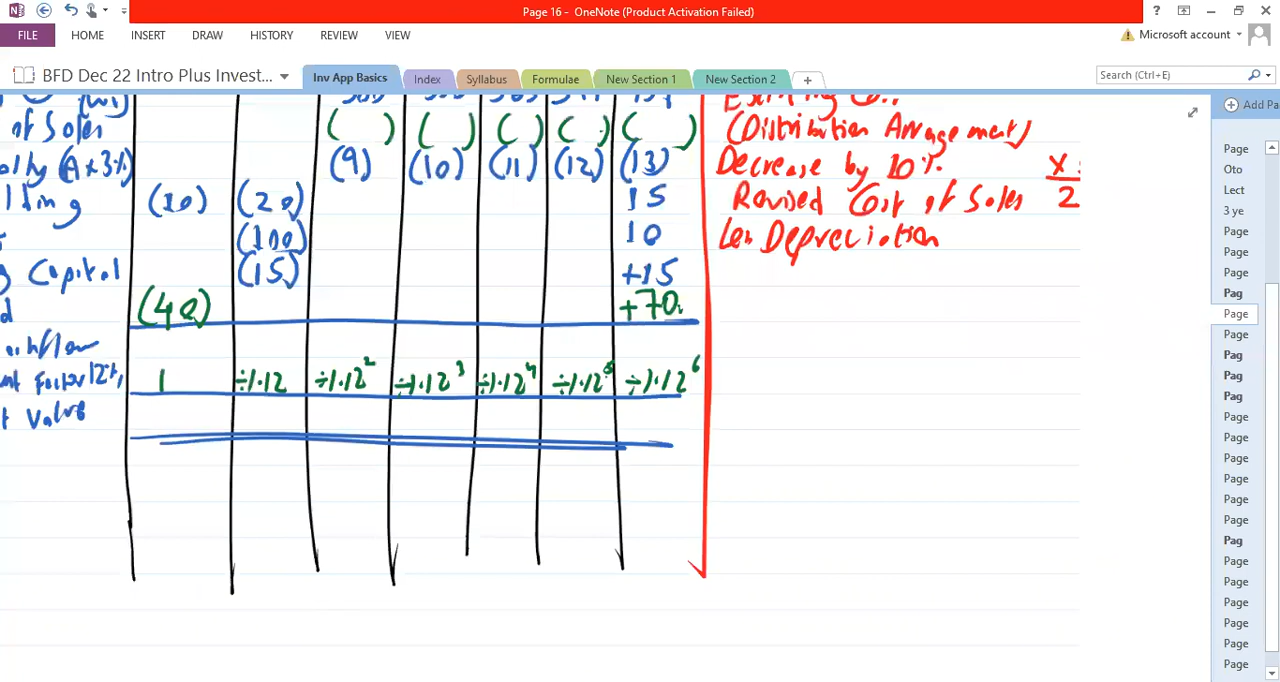 Page 16 - OneNote (Product Activation Failed)
FILE HOME INSERT DRAW HISTORY REVIEW VIEW
Microsoft account
BFD Dec 22 Intro Plus Invest... Inv App Basics Index Syllabus Formulae New Section 1 New Section 2
Search (Ctrl+E)
Add Pa
of Sales ( ) ( ) ( ) ( ) ( )
(A x 3%) (9) (10) (11) (12) (13)
(10) (20) 15
(100) 10
g Capital (15) +15
(40) +70
1 ÷1.12 ÷1.12² ÷1.12³ ÷1.12⁴ ÷1.12⁵ ÷1.12⁶
t Value
(Distribution Arrangement)
Decrease by 10%
Revised Cost of Sales 2
Less Depreciation
Page
Oto
Lect
3 ye
Page
Page
Page
Pag
Page
Page
Pag
Pag
Pag
Page
Page
Page
Page
Page
Page
Pag
Page
Page
Page
Page
Page